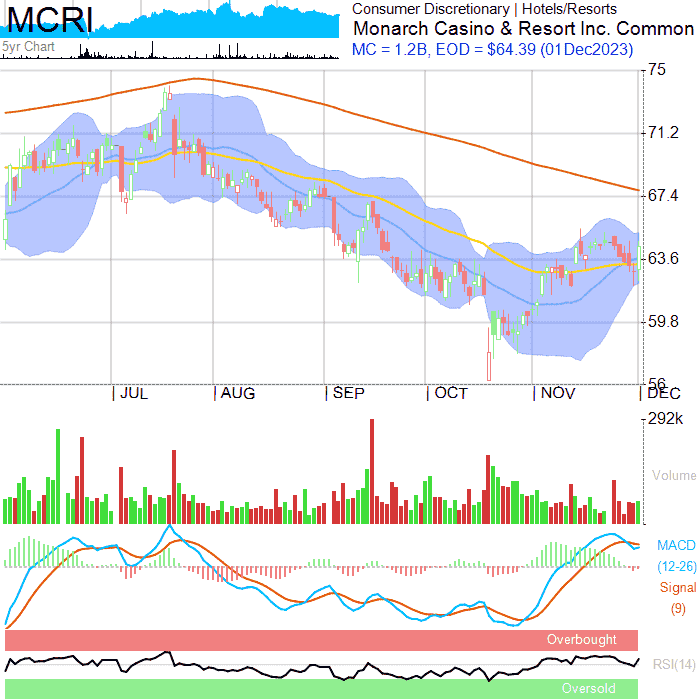 MCRI
5yr Chart
Consumer Discretionary | Hotels/Resorts
Monarch Casino & Resort Inc. Common
MC = 1.2B, EOD = $64.39 (01Dec2023)
75
71.2
67.4
63.6
59.8
56
JUL AUG SEP OCT NOV DEC
292k
Volume
MACD
(12-26)
Signal
(9)
Overbought
RSI(14)
Oversold